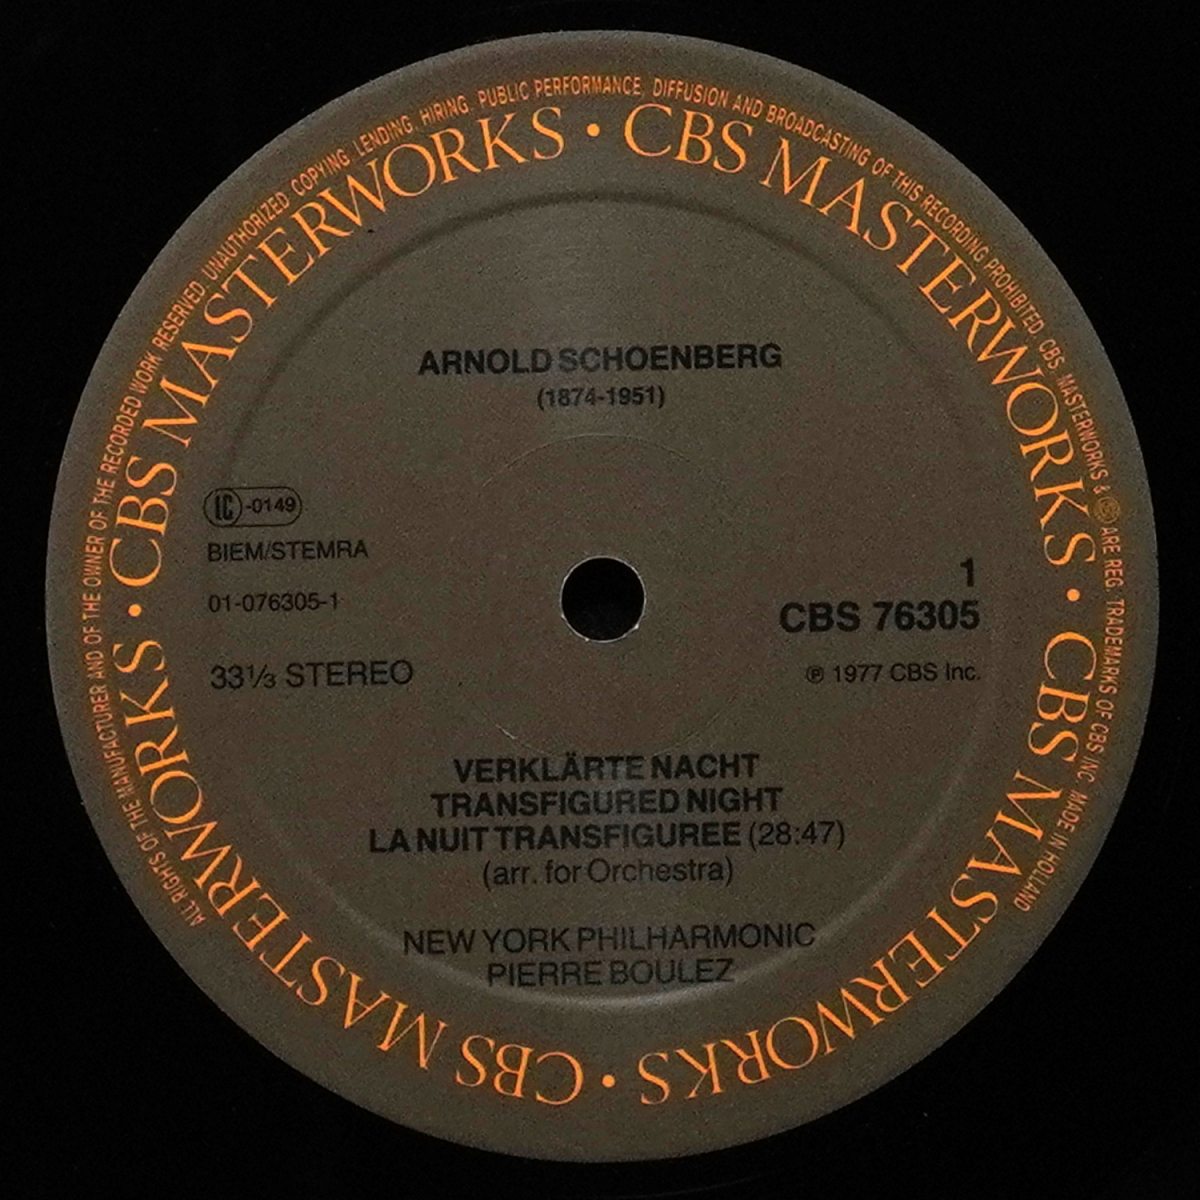 ALL RIGHTS OF THE MANUFACTURER AND OF THE OWNER OF THE RECORDED WORK RESERVED. UNAUTHORIZED COPYING, LENDING, HIRING, PUBLIC PERFORMANCE, DIFFUSION AND BROADCASTING OF THIS RECORDING PROHIBITED. CBS, MASTERWORKS & ARE REG. TRADEMARKS OF CBS INC. MADE IN HOLLAND
CBS MASTERWORKS • CBS MASTERWORKS • CBS MASTERWORKS • CBS MASTERWORKS •
ARNOLD SCHOENBERG
(1874-1951)
LC -0149
BIEM/STEMRA
01-076305-1
33⅓ STEREO
1
CBS 76305
℗ 1977 CBS Inc.
VERKLÄRTE NACHT
TRANSFIGURED NIGHT
LA NUIT TRANSFIGUREE (28:47)
(arr. for Orchestra)
NEW YORK PHILHARMONIC
PIERRE BOULEZ